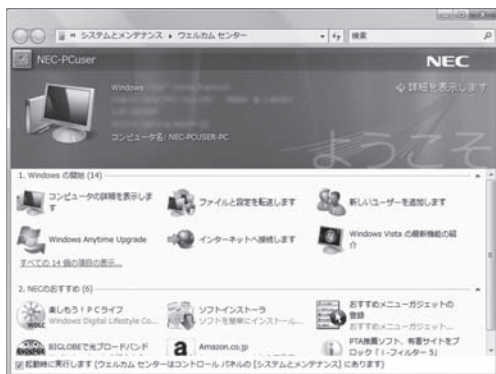 システムとメンテナンス ▸ ウェルカム センター
検索
NEC-PCuser
NEC
Windows
詳細を表示します
コンピュータ名: NEC-PCUSER-PC
ようこそ
1. Windows の開始 (14)
コンピュータの詳細を表示しま
す
ファイルと設定を転送します
新しいユーザーを追加します
Windows Anytime Upgrade
インターネットへ接続します
Windows Vista の最新機能の紹
介
すべての 14 個の項目の表示...
2. NECのおすすめ (6)
楽しもう!PCライフ
Windows Digital Lifestyle Co...
ソフトインストーラ
ソフトを簡単にインストール...
おすすめメニューガジェットの
登録
おすすめメニューガジェット...
BIGLOBE
BIGLOBEで光ブロードバンド
a
Amazon.co.jp
PTA推薦ソフト、有害サイトをブ
ロック「i-フィルター 5」
起動時に実行します (ウェルカム センターはコントロール パネルの [システムとメンテナンス] にあります)